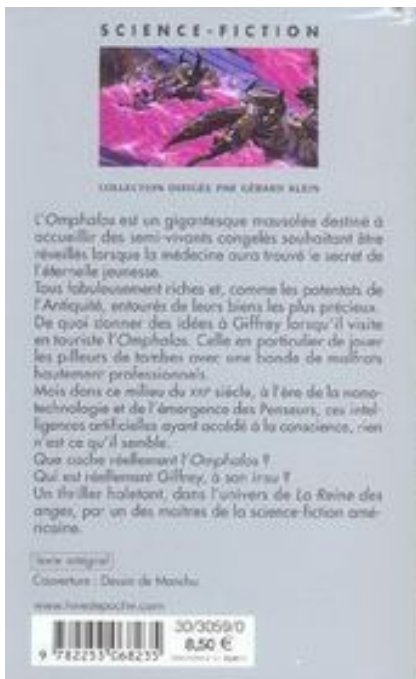 SCIENCE-FICTION
COLLECTION DIRIGÉE PAR GÉRARD KLEIN
L'Omphalos est un gigantesque mausolée destiné à
accueillir des semi-vivants congelés souhaitant être
réveillés lorsque la médecine aura trouvé le secret de
l'éternelle jeunesse.
Tous fabuleusement riches et, comme les potentats de
l'Antiquité, entourés de leurs biens les plus précieux.
De quoi donner des idées à Giffrey lorsqu'il visite
en touriste l'Omphalos. Celle en particulier de jouer
les pilleurs de tombes avec une bande de malfrats
hautement professionnels.
Mais dans ce milieu du XXIe siècle, à l'ère de la nano-
technologie et de l'émergence des Penseurs, ces intel-
ligences artificielles ayant accédé à la conscience, rien
n'est ce qu'il semble.
Que cache réellement l'Omphalos ?
Qui est réellement Giffrey, à son insu ?
Un thriller haletant, dans l'univers de La Reine des
anges, par un des maîtres de la science-fiction amé-
ricaine.
Texte intégral
Couverture : Dessin de Manchu
www.livredepoche.com
30/3059/0
8,50 €
9 782253 068235